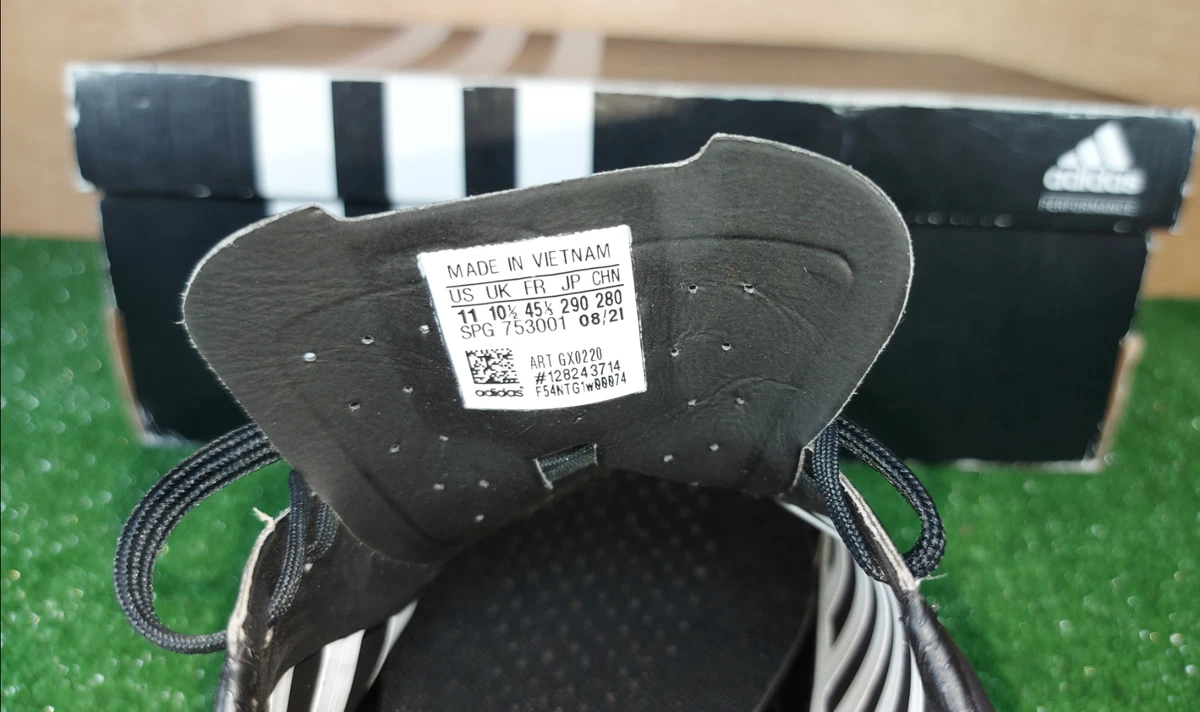 adidas
PERFORMANCE
MADE IN VIETNAM
US UK FR JP CHN
11 10½ 45⅓ 290 280
SPG 753001 08/21
ART GX0220
#128243714
adidas F54NTG1w00074